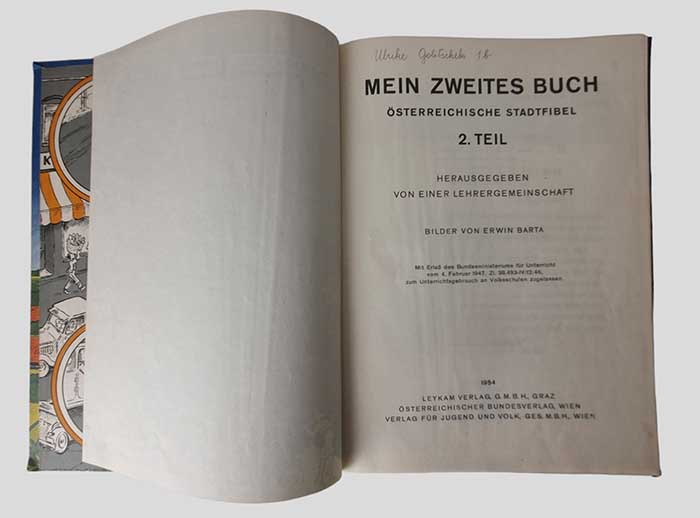 K
Ulrike
1b
MEIN ZWEITES BUCH
ÖSTERREICHISCHE STADTFIBEL
2. TEIL
HERAUSGEGEBEN
VON EINER LEHRERGEMEINSCHAFT
BILDER VON ERWIN BARTA
Mit Erlaß des Bundesministeriums für Unterricht
vom 4. Februar 1947, Zl.
zum Unterrichtsgebrauch an Volksschulen zugelassen
1954
LEYKAM VERLAG, G. M. B. H., GRAZ
ÖSTERREICHISCHER BUNDESVERLAG, WIEN
VERLAG FÜR JUGEND UND VOLK, GES. M. B. H., WIEN